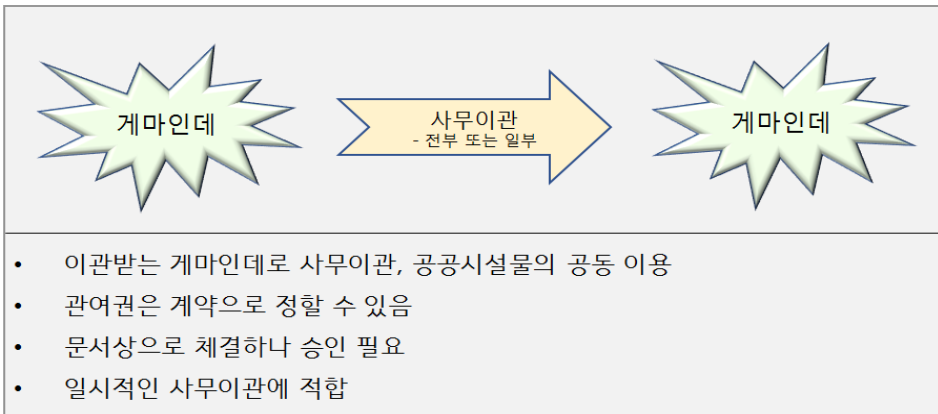 게마인데
사무이관
- 전부 또는 일부
게마인데
• 이관받는 게마인데로 사무이관, 공공시설물의 공동 이용
• 관여권은 계약으로 정할 수 있음
• 문서상으로 체결하나 승인 필요
• 일시적인 사무이관에 적합